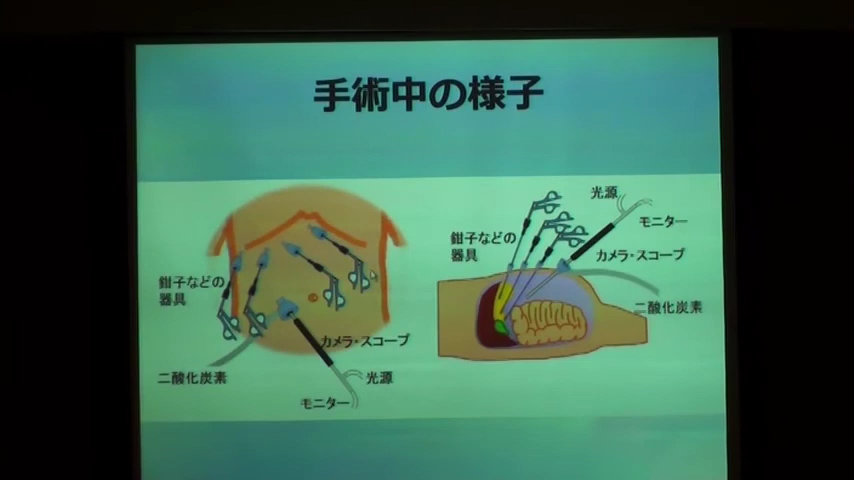 手術中の様子
鉗子などの
器具
カメラ・スコープ
二酸化炭素
光源
モニター
光源
モニター
鉗子などの
器具
カメラ・スコープ
二酸化炭素